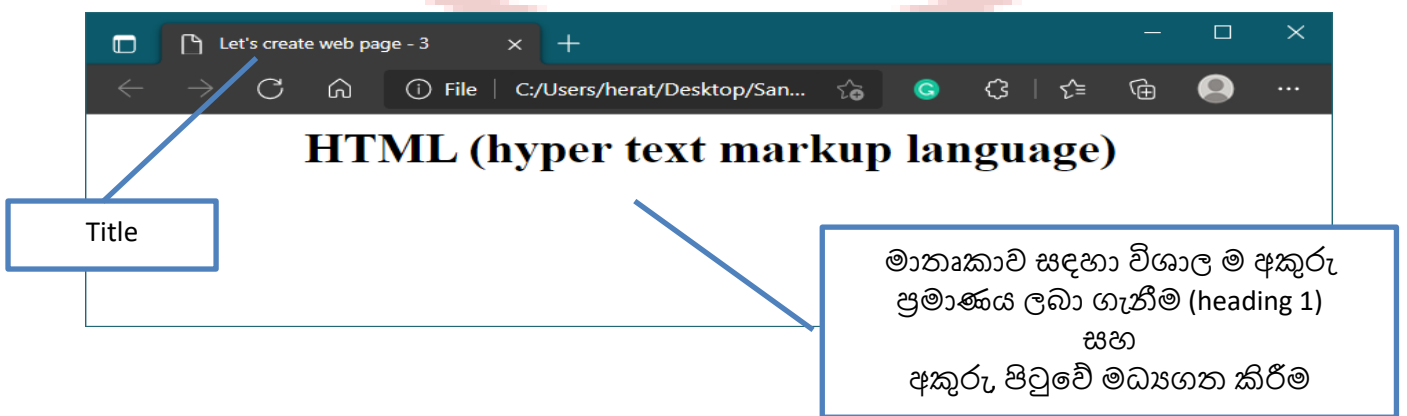 Let's create web page - 3
File C:/Users/herat/Desktop/San...
HTML (hyper text markup language)
Title
මාතෘකාව සඳහා විශාල ම අකුරු
ප්‍රමාණය ලබා ගැනීම (heading 1)
සහ
අකුරු, පිටුවේ මධ්‍යගත කිරීම